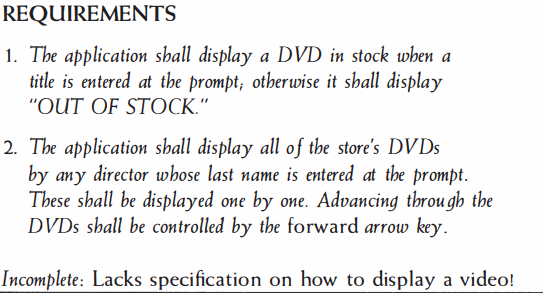 REQUIREMENTS
1. The application shall display a DVD in stock when a
title is entered at the prompt; otherwise it shall display
“OUT OF STOCK.”
2. The application shall display all of the store’s DVDs
by any director whose last name is entered at the prompt.
These shall be displayed one by one. Advancing through the
DVDs shall be controlled by the forward arrow key.
Incomplete: Lacks specification on how to display a video!